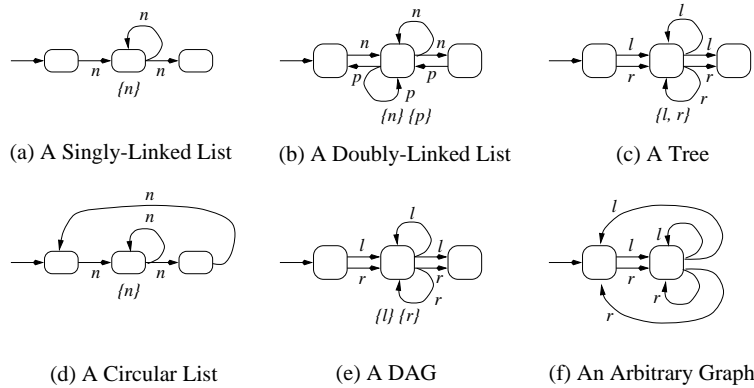 n
n
n
{n}
(a) A Singly-Linked List
n
n
n
p
p
p
{n} {p}
(b) A Doubly-Linked List
l
l
l
r
r
r
{l, r}
(c) A Tree
n
n
n
n
{n}
(d) A Circular List
l
l
l
r
r
r
{l} {r}
(e) A DAG
l
l
l
r
r
r
(f) An Arbitrary Graph